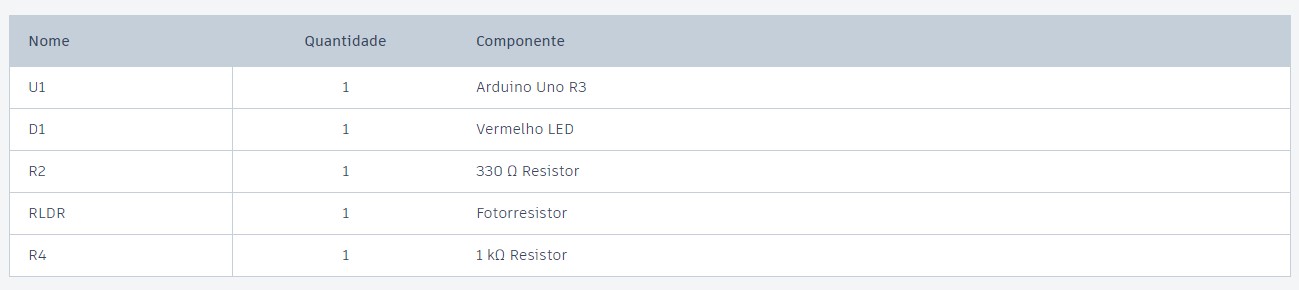 Nome Quantidade Componente
U1 1 Arduino Uno R3
D1 1 Vermelho LED
R2 1 330 Ω Resistor
RLDR 1 Fotorresistor
R4 1 1 kΩ Resistor